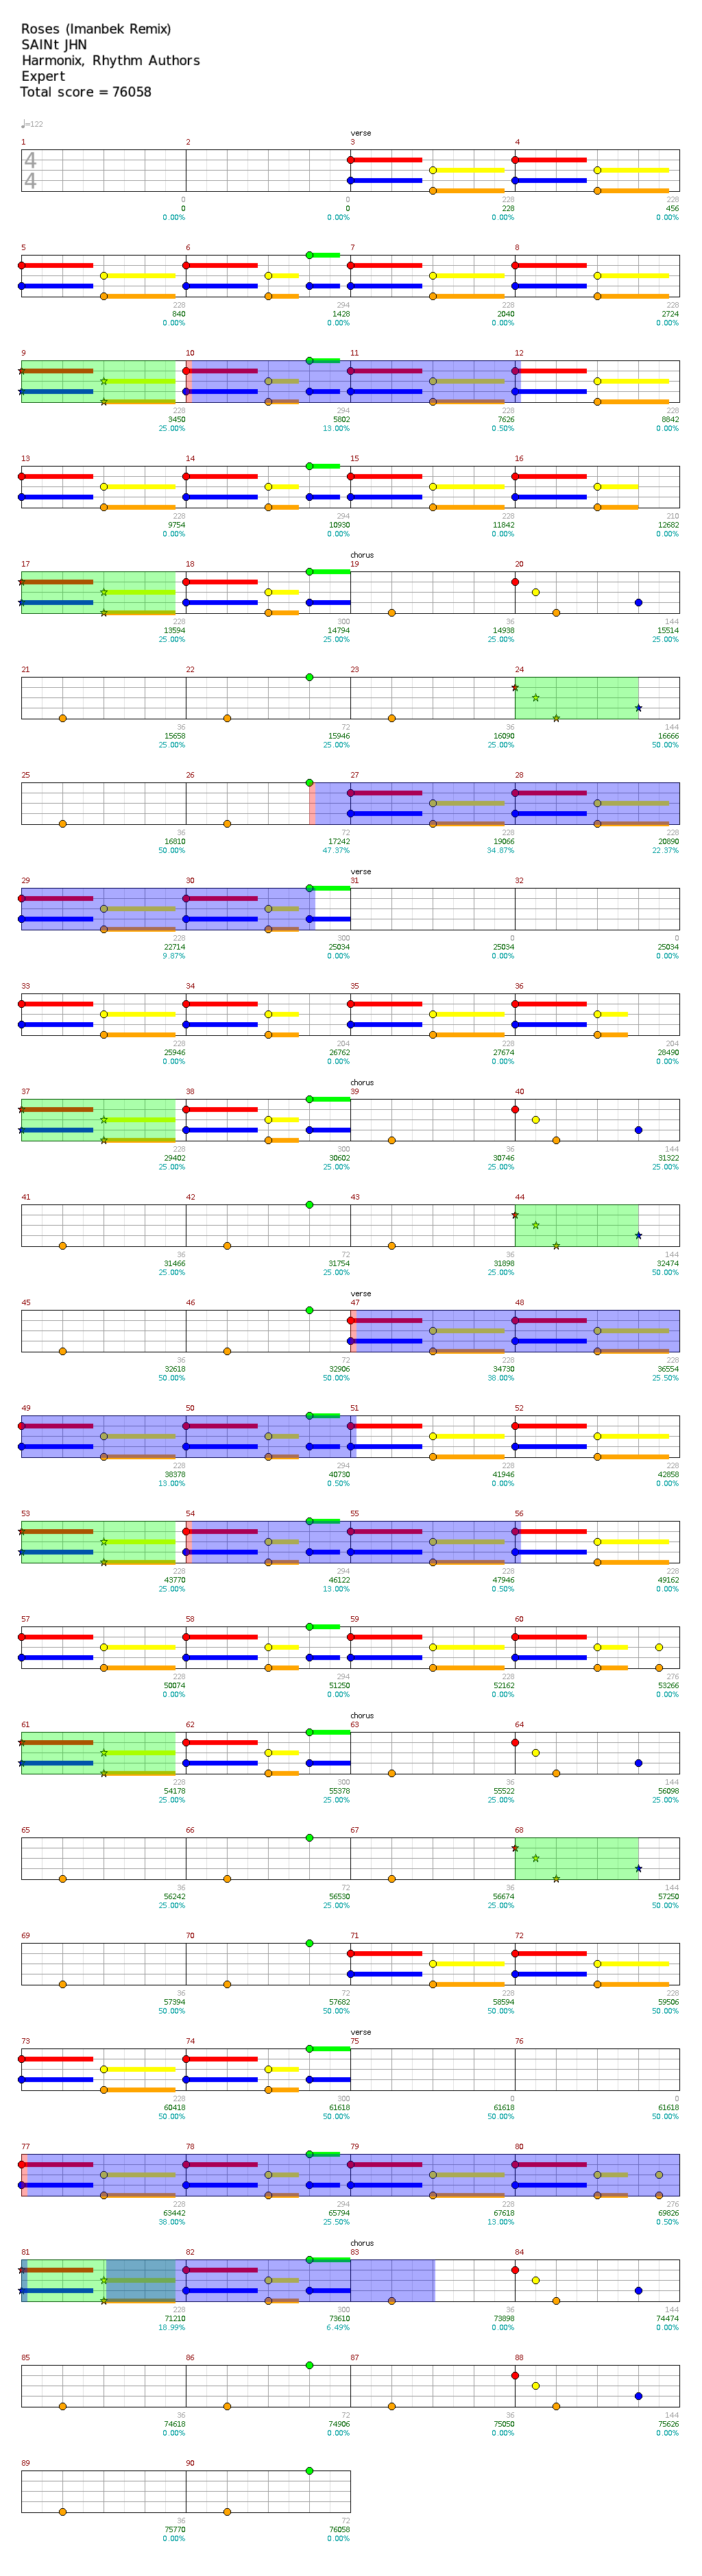 Roses (Imanbek Remix)
SAINt JHN
Harmonix, Rhythm Authors
Expert
Total score = 76058
♩=122
verse
1 2 3 4
4
4
0 0 228 228
0 0 228 456
0.00% 0.00% 0.00% 0.00%
5 6 7 8
228 294 228 228
840 1428 2040 2724
0.00% 0.00% 0.00% 0.00%
9 10 11 12
228 294 228 228
3450 5802 7626 8842
25.00% 13.00% 0.50% 0.00%
13 14 15 16
228 294 228 210
9754 10930 11842 12682
0.00% 0.00% 0.00% 0.00%
chorus
17 18 19 20
228 300 36 144
13594 14794 14938 15514
25.00% 25.00% 25.00% 25.00%
21 22 23 24
36 72 36 144
15658 15946 16090 16666
25.00% 25.00% 25.00% 50.00%
25 26 27 28
36 72 228 228
16810 17242 19066 20890
50.00% 47.37% 34.87% 22.37%
verse
29 30 31 32
228 300 0 0
22714 25034 25034 25034
9.87% 0.00% 0.00% 0.00%
33 34 35 36
228 204 228 204
25946 26762 27674 28490
0.00% 0.00% 0.00% 0.00%
chorus
37 38 39 40
228 300 36 144
29402 30602 30746 31322
25.00% 25.00% 25.00% 25.00%
41 42 43 44
36 72 36 144
31466 31754 31898 32474
25.00% 25.00% 25.00% 50.00%
verse
45 46 47 48
36 72 228 228
32618 32906 34730 36554
50.00% 50.00% 38.00% 25.50%
49 50 51 52
228 294 228 228
38378 40730 41946 42858
13.00% 0.50% 0.00% 0.00%
53 54 55 56
228 294 228 228
43770 46122 47946 49162
25.00% 13.00% 0.50% 0.00%
57 58 59 60
228 294 228 276
50074 51250 52162 53266
0.00% 0.00% 0.00% 0.00%
chorus
61 62 63 64
228 300 36 144
54178 55378 55522 56098
25.00% 25.00% 25.00% 25.00%
65 66 67 68
36 72 36 144
56242 56530 56674 57250
25.00% 25.00% 25.00% 50.00%
69 70 71 72
36 72 228 228
57394 57682 58594 59506
50.00% 50.00% 50.00% 50.00%
verse
73 74 75 76
228 300 0 0
60418 61618 61618 61618
50.00% 50.00% 50.00% 50.00%
77 78 79 80
228 294 228 276
63442 65794 67618 69826
38.00% 25.50% 13.00% 0.50%
chorus
81 82 83 84
228 300 36 144
71210 73610 73898 74474
18.99% 6.49% 0.00% 0.00%
85 86 87 88
36 72 36 144
74618 74906 75050 75626
0.00% 0.00% 0.00% 0.00%
89 90
36 72
75770 76058
0.00% 0.00%